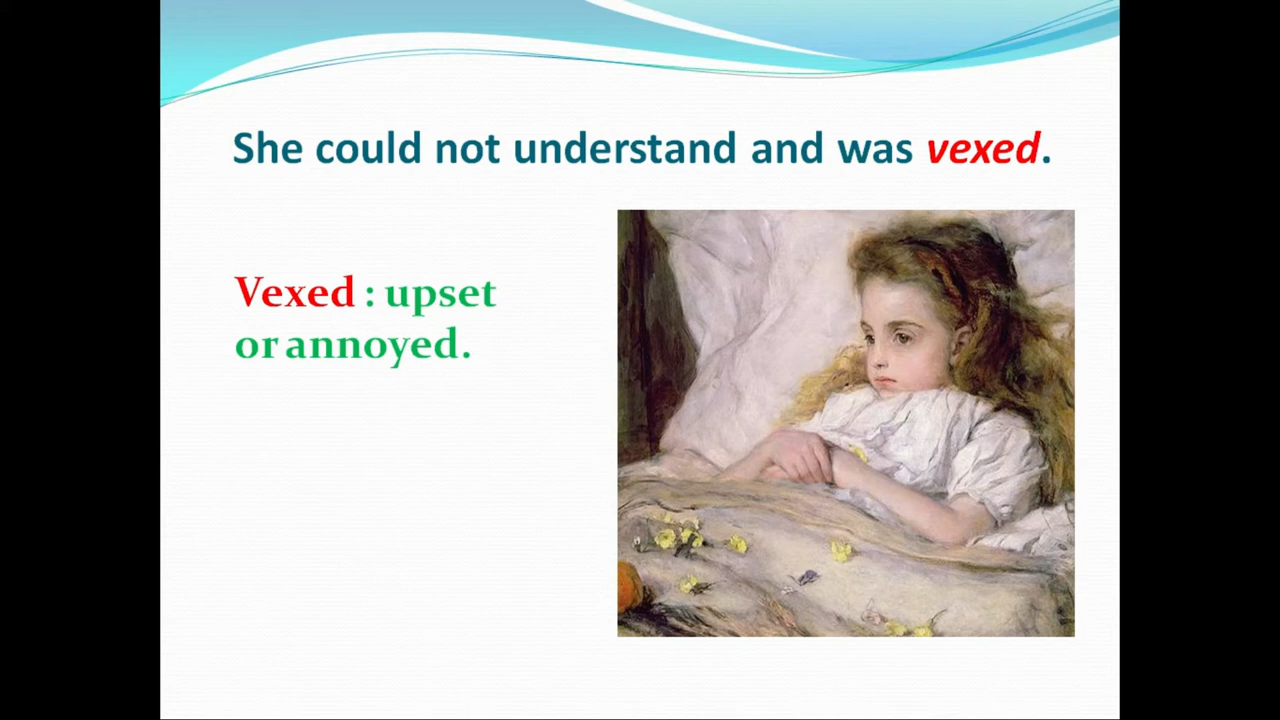 She could not understand and was vexed.
Vexed : upset
or annoyed.